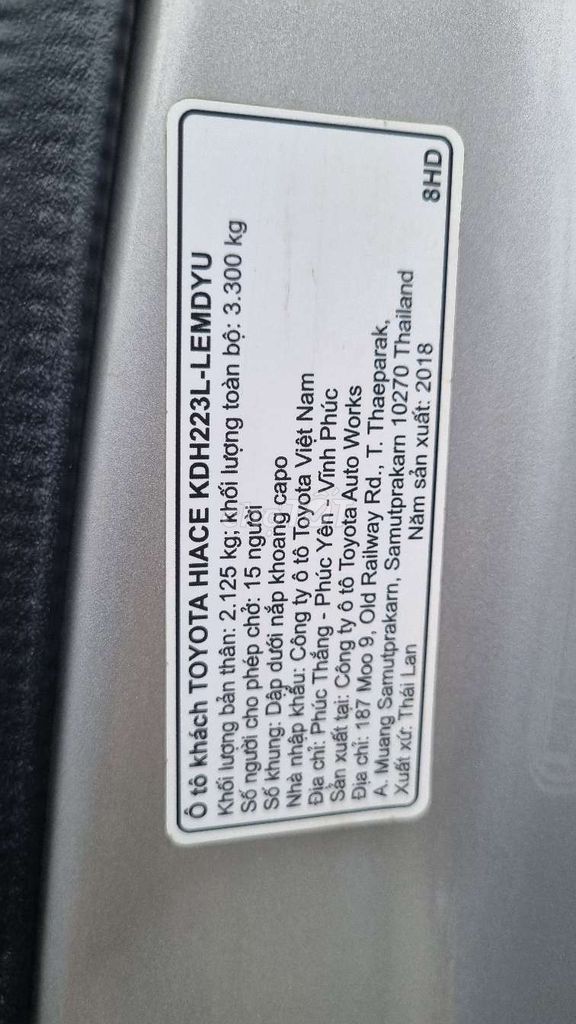 Ô tô khách TOYOTA HIACE KDH223L-LEMDYU
Khối lượng bản thân: 2.125 kg; khối lượng toàn bộ: 3.300 kg
Số người cho phép chở: 15 người
Số khung: Dập dưới nắp khoang capo
Nhà nhập khẩu: Công ty ô tô Toyota Việt Nam
Địa chỉ: Phúc Thắng - Phúc Yên - Vĩnh Phúc
Sản xuất tại: Công ty ô tô Toyota Auto Works
Địa chỉ: 187 Moo 9, Old Railway Rd., T. Thaeparak,
A. Muang Samutprakarn, Samutprakarn 10270 Thailand
Xuất xứ: Thái Lan Năm sản xuất: 2018
8HD